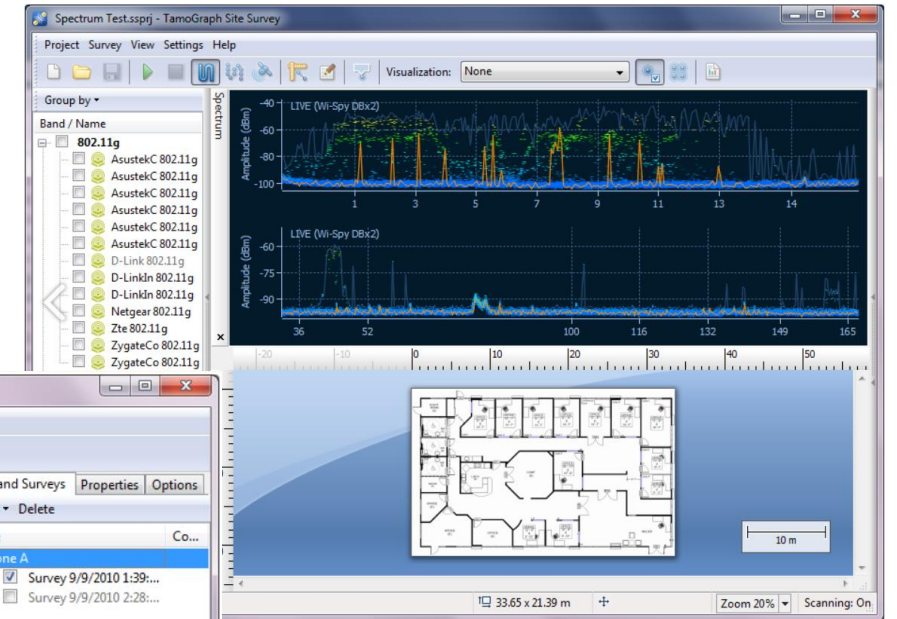 Spectrum Test.ssprj - TamoGraph Site Survey
Project Survey View Settings Help
Visualization: None
Group by
Band / Name
802.11g
AsustekC 802.11g
AsustekC 802.11g
AsustekC 802.11g
AsustekC 802.11g
AsustekC 802.11g
AsustekC 802.11g
D-Link 802.11g
D-LinkIn 802.11g
D-LinkIn 802.11g
Netgear 802.11g
Zte 802.11g
ZygateCo 802.11g
ZygateCo 802.11g
Spectrum
x
LIVE (Wi-Spy DBx2)
Amplitude (dBm)
-40
-60
-80
-100
1 3 5 7 9 11 13 14
LIVE (Wi-Spy DBx2)
Amplitude (dBm)
-60
-75
-90
36 52 100 116 132 149 165
-20 -10 0 10 20 30 40 50
10 m
and Surveys Properties Options
Delete
Co...
one A
Survey 9/9/2010 1:39:...
Survey 9/9/2010 2:28:...
33.65 x 21.39 m
Zoom 20%
Scanning: On